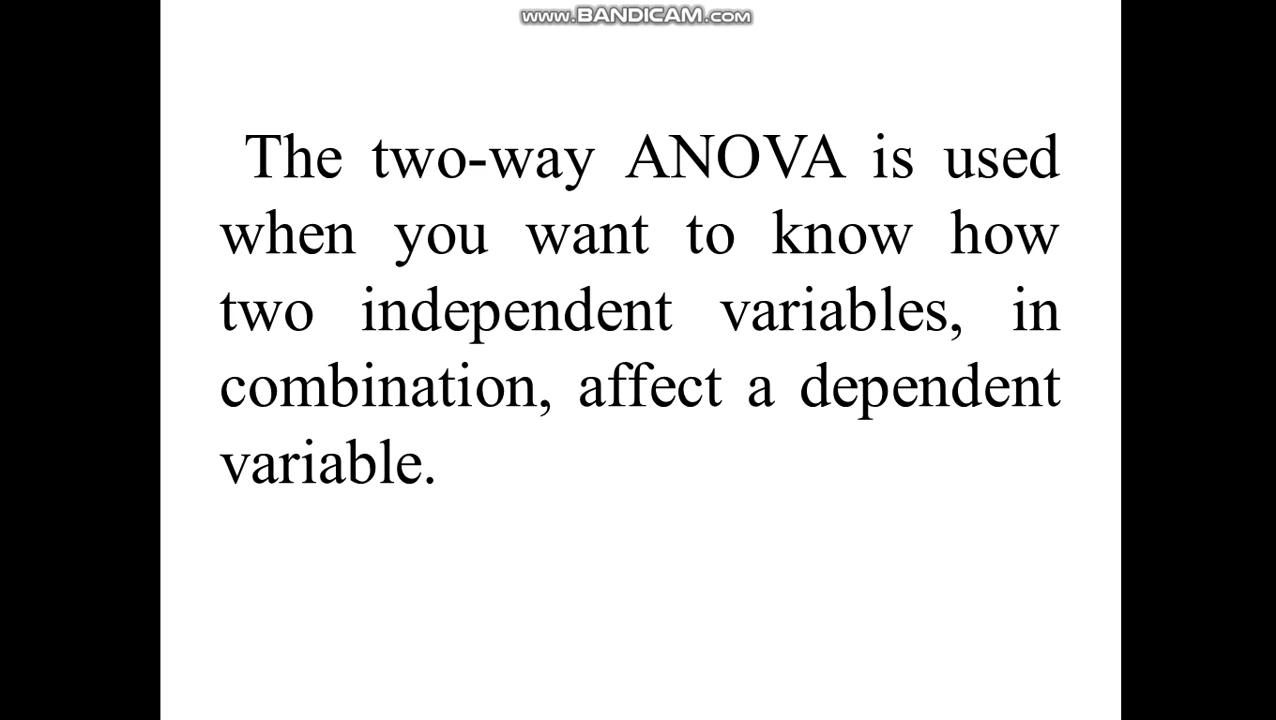 www.BANDICAM.com
The two-way ANOVA is used
when you want to know how
two independent variables, in
combination, affect a dependent
variable.